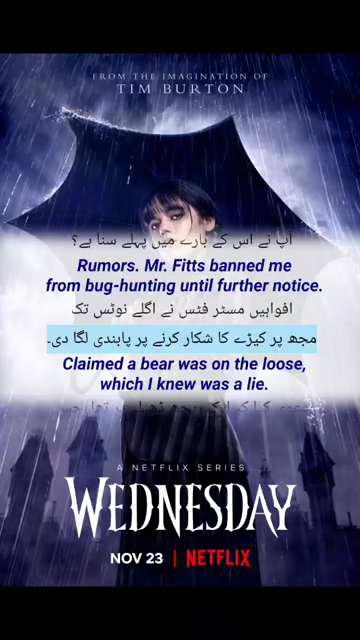 FROM THE IMAGINATION OF
TIM BURTON
آپ نے اس کے بارے میں پہلے سنا ہے؟
Rumors. Mr. Fitts banned me
from bug-hunting until further notice.
افواہیں مسٹر فٹس نے اگلے نوٹس تک
مجھ پر کیڑے کا شکار کرنے پر پابندی لگا دی۔
Claimed a bear was on the loose,
which I knew was a lie.
A NETFLIX SERIES
WEDNESDAY
NOV 23 | NETFLIX